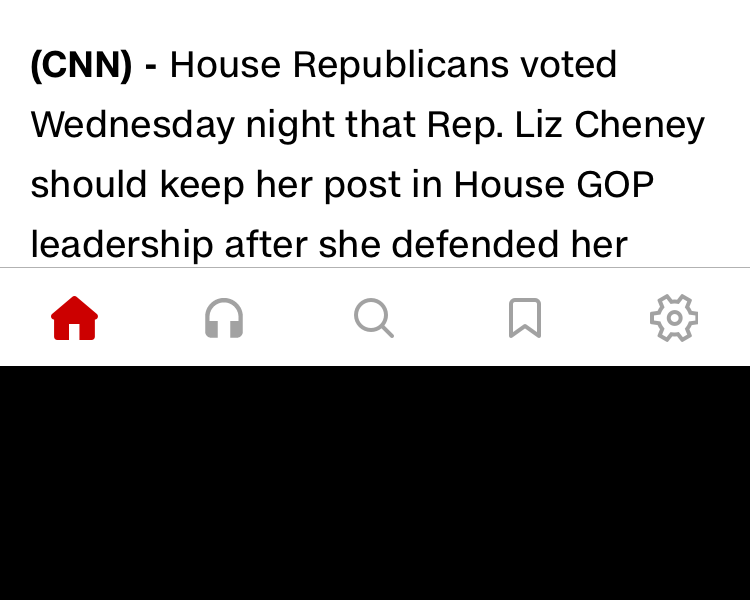 (CNN) - House Republicans voted
Wednesday night that Rep. Liz Cheney
should keep her post in House GOP
leadership after she defended her